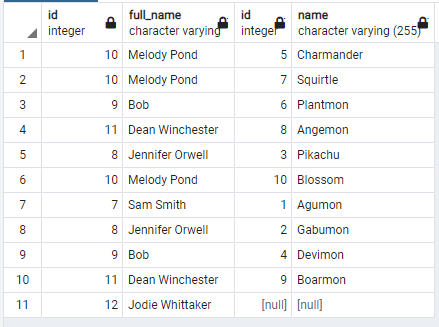 id full_name id name
integer character varying integer character varying (255)
1 10 Melody Pond 5 Charmander
2 10 Melody Pond 7 Squirtle
3 9 Bob 6 Plantmon
4 11 Dean Winchester 8 Angemon
5 8 Jennifer Orwell 3 Pikachu
6 10 Melody Pond 10 Blossom
7 7 Sam Smith 1 Agumon
8 8 Jennifer Orwell 2 Gabumon
9 9 Bob 4 Devimon
10 11 Dean Winchester 9 Boarmon
11 12 Jodie Whittaker [null] [null]